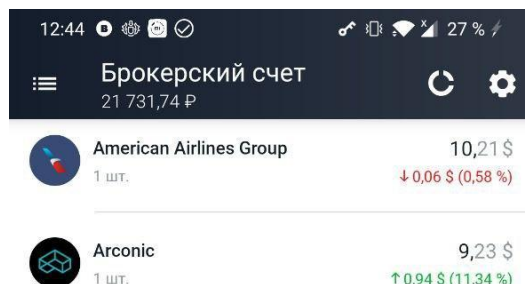 12:44 27 %
Брокерский счет
21 731,74 ₽
American Airlines Group 10,21 $
1 шт. ↓ 0,06 $ (0,58 %)
Arconic 9,23 $
1 шт. ↑ 0,94 $ (11,34 %)